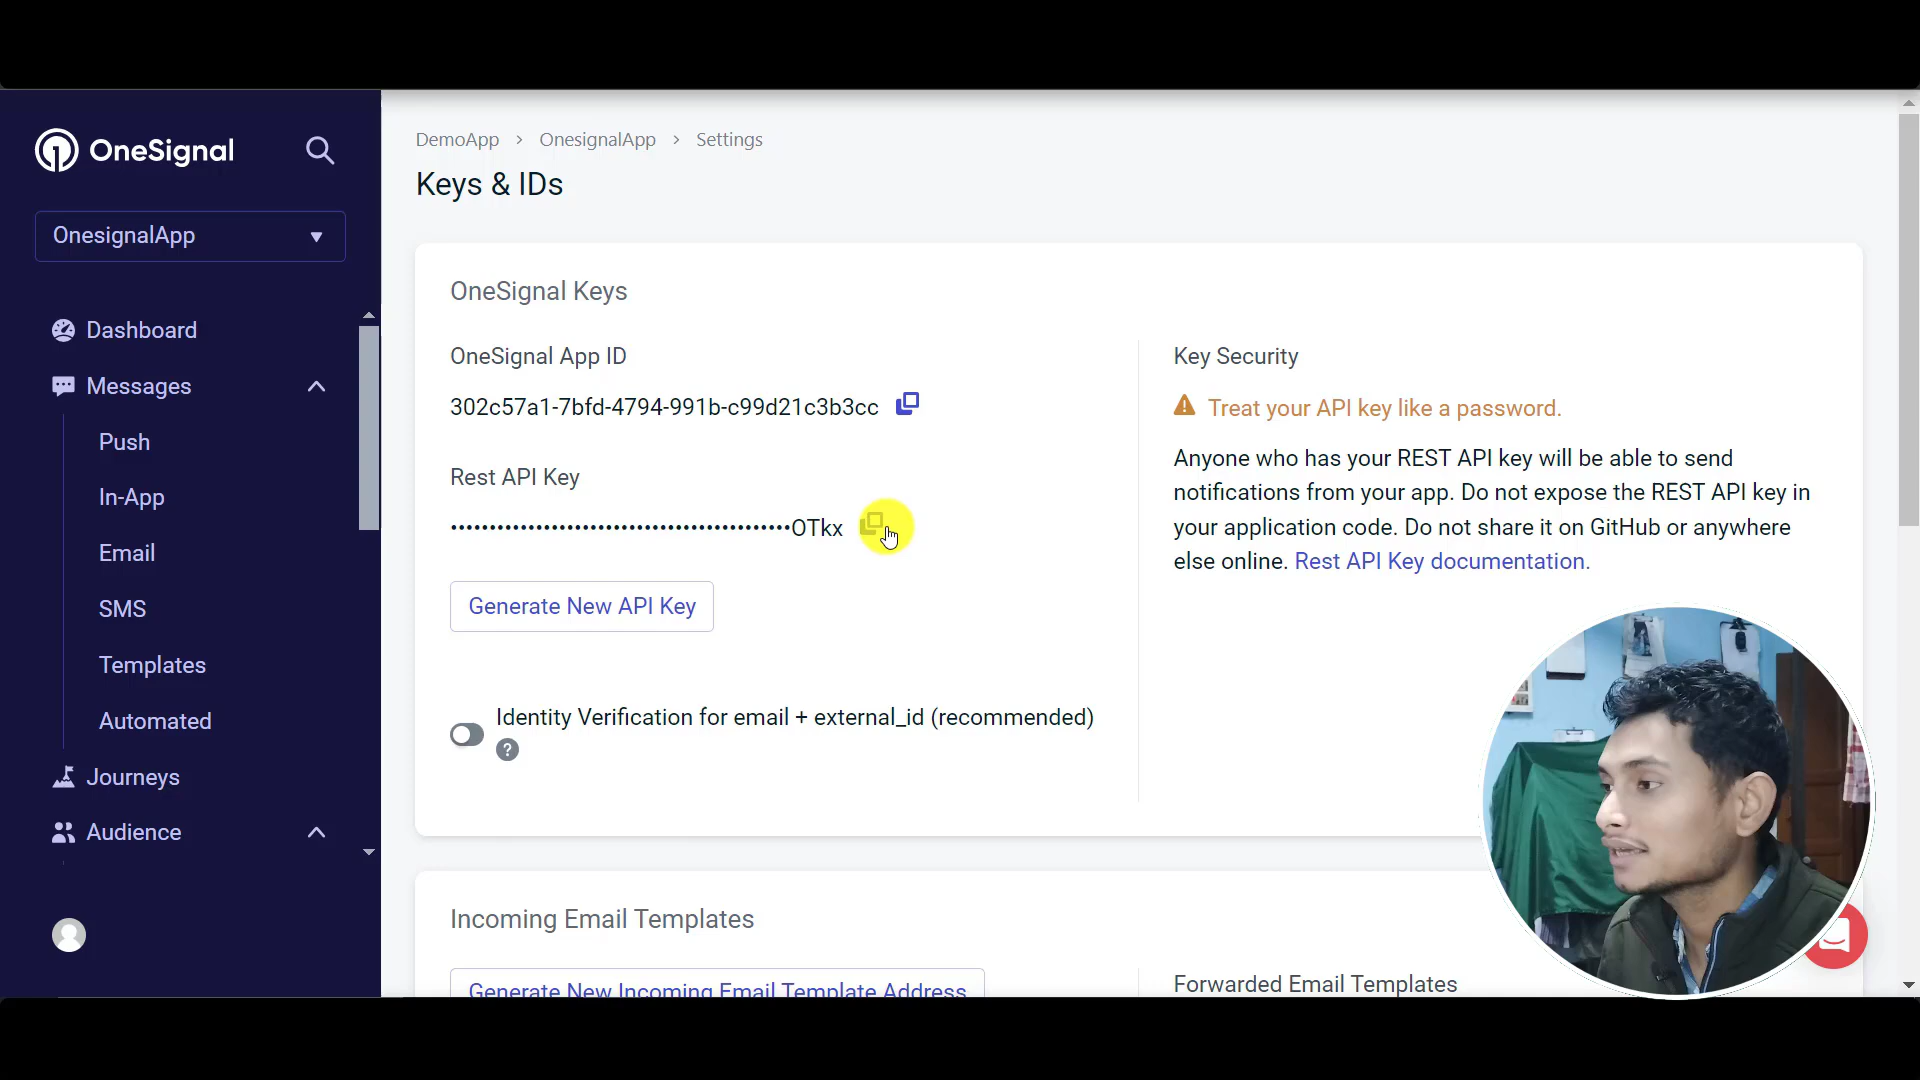 OneSignal
OnesignalApp
Dashboard
Messages
Push
In-App
Email
SMS
Templates
Automated
Journeys
Audience
DemoApp > OnesignalApp > Settings
Keys & IDs
OneSignal Keys
OneSignal App ID
302c57a1-7bfd-4794-991b-c99d21c3b3cc
Rest API Key
••••••••••••••••••••••••••••••••••••••••••••OTkx
Generate New API Key
Identity Verification for email + external_id (recommended)
?
Key Security
Treat your API key like a password.
Anyone who has your REST API key will be able to send
notifications from your app. Do not expose the REST API key in
your application code. Do not share it on GitHub or anywhere
else online. Rest API Key documentation.
Incoming Email Templates
Generate New Incoming Email Template Address
Forwarded Email Templates